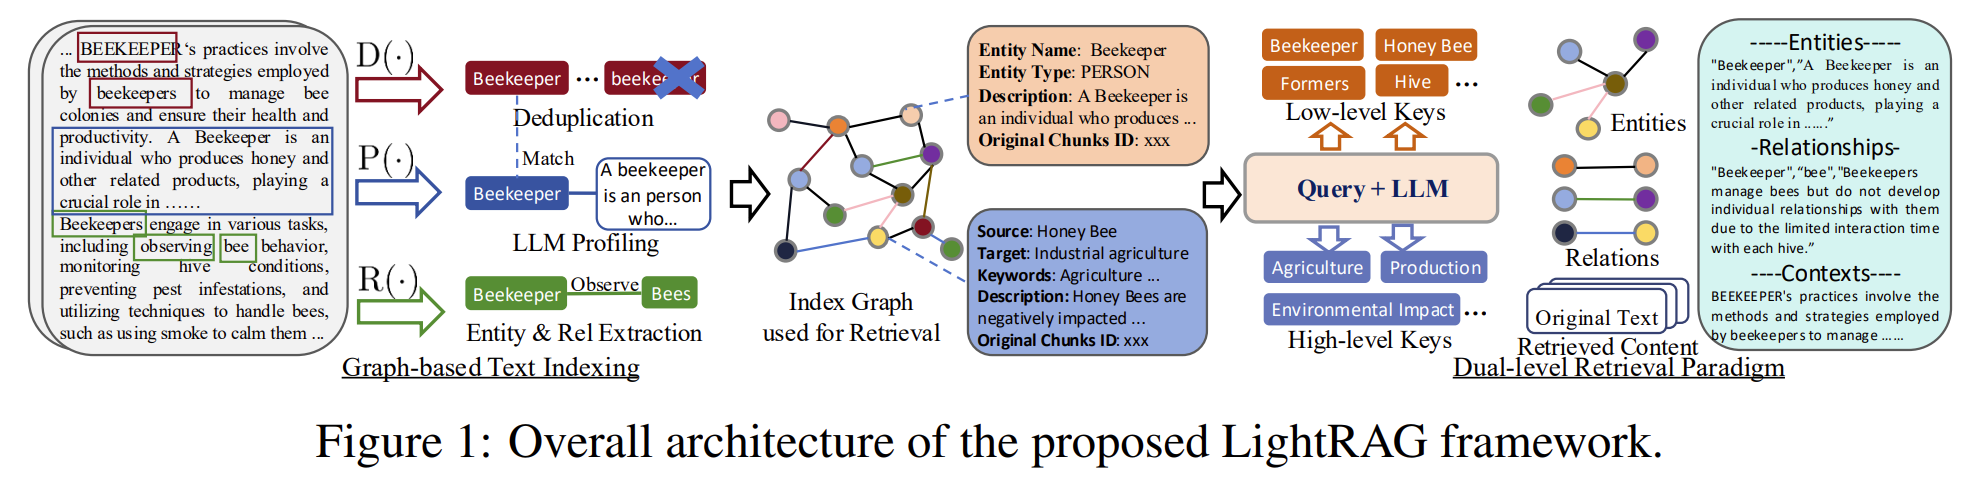 ... BEEKEEPER‘s practices involve
the methods and strategies employed
by beekeepers to manage bee
colonies and ensure their health and
productivity. A Beekeeper is an
individual who produces honey and
other related products, playing a
crucial role in ……
Beekeepers engage in various tasks,
including observing bee behavior,
monitoring hive conditions,
preventing pest infestations, and
utilizing techniques to handle bees,
such as using smoke to calm them ...
D(·)
P(·)
R(·)
Beekeeper ... beekeeper
Deduplication
Match
Beekeeper
A beekeeper
is an person
who...
LLM Profiling
Beekeeper Observe Bees
Entity & Rel Extraction
Graph-based Text Indexing
Index Graph
used for Retrieval
Entity Name: Beekeeper
Entity Type: PERSON
Description: A Beekeeper is
an individual who produces ...
Original Chunks ID: xxx
Source: Honey Bee
Target: Industrial agriculture
Keywords: Agriculture ...
Description: Honey Bees are
negatively impacted ...
Original Chunks ID: xxx
Beekeeper Honey Bee
Formers Hive ...
Low-level Keys
Query + LLM
Agriculture Production
Environmental Impact ...
High-level Keys
Entities
Relations
Original Text
Retrieved Content
Dual-level Retrieval Paradigm
-----Entities-----
"Beekeeper",”A Beekeeper is an
individual who produces honey and
other related products, playing a
crucial role in ......”
-Relationships-
"Beekeeper",“bee","Beekeepers
manage bees but do not develop
individual relationships with them
due to the limited interaction time
with each hive.”
----Contexts----
BEEKEEPER's practices involve the
methods and strategies employed
by beekeepers to manage ......
Figure 1: Overall architecture of the proposed LightRAG framework.